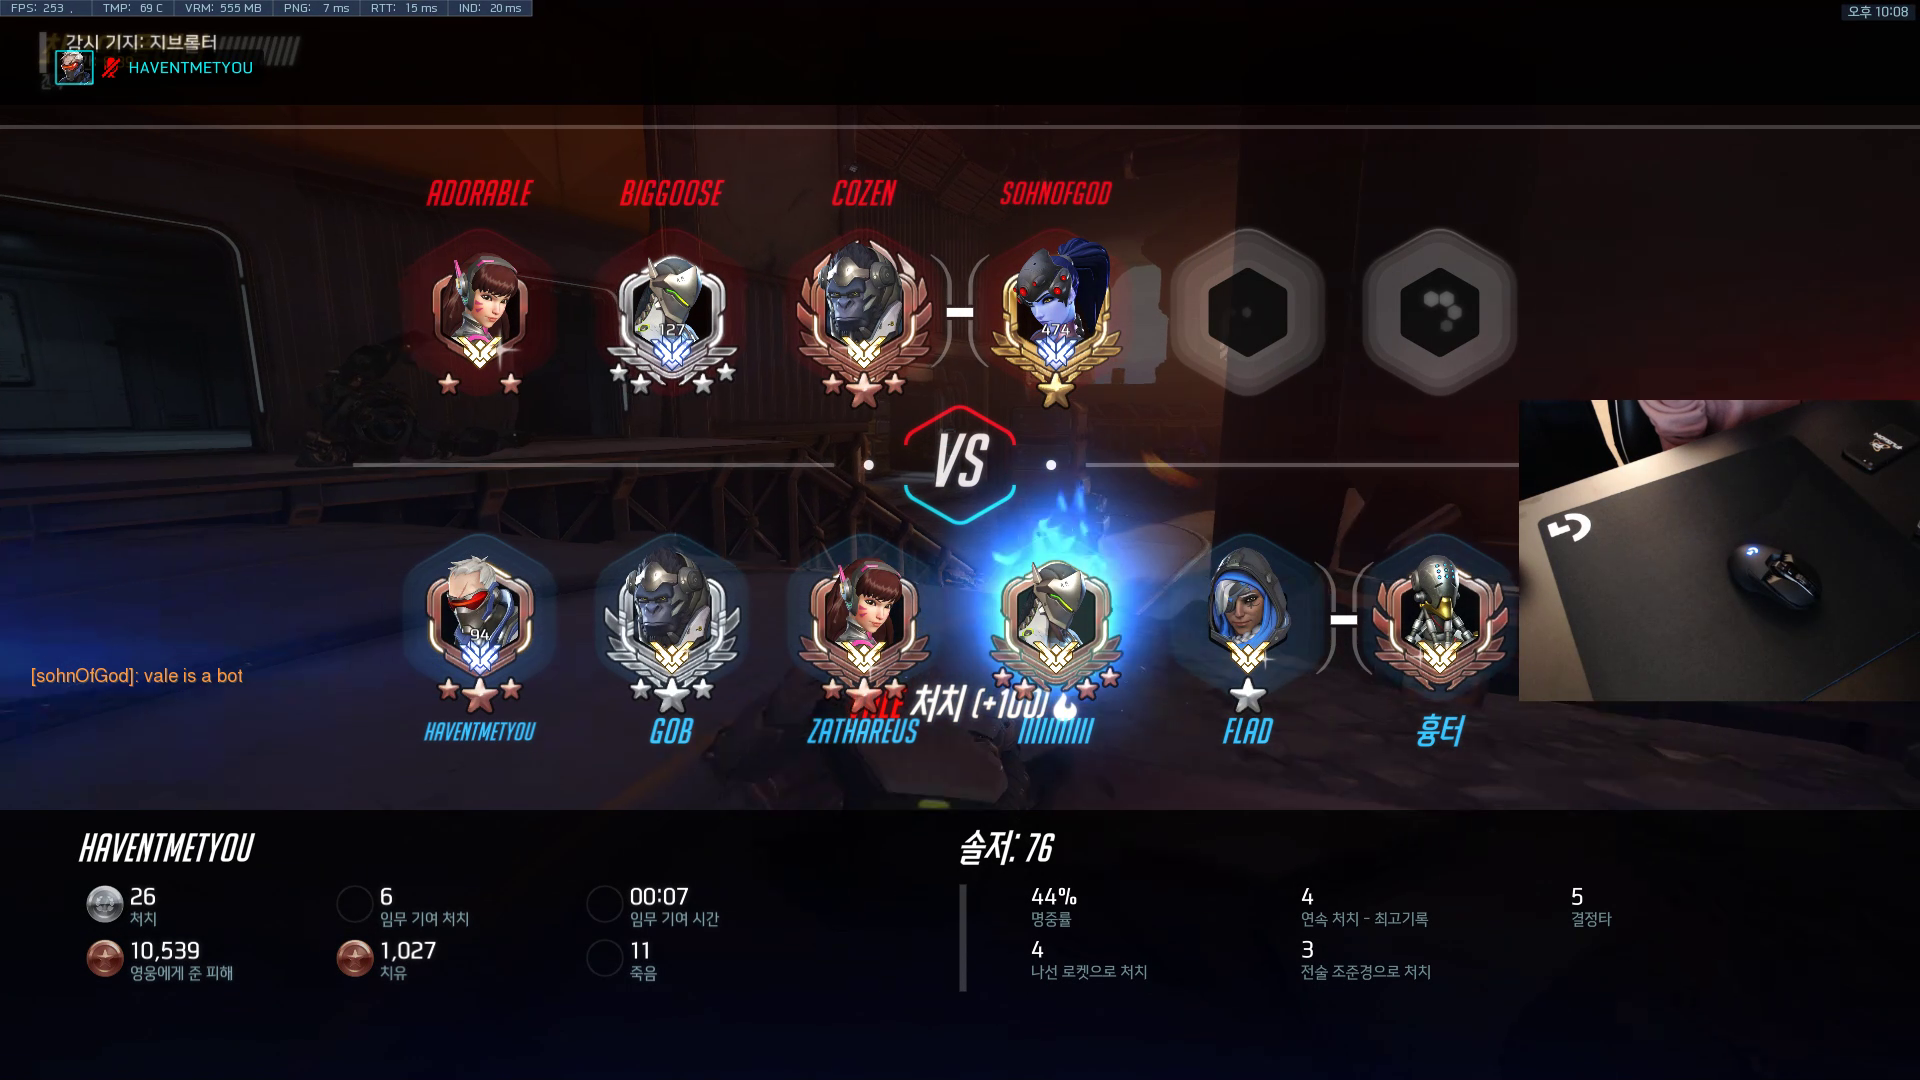 FPS: 253 . TMP: 69 C VRM: 555 MB PNG: 7 ms RTT: 15 ms IND: 20 ms
오후 10:08
감시 기지: 지브롤터
HAVENTMETYOU
ADORABLE BIGGOOSE COZEN SOHNOFGOD
127 474
VS
94
[sohnOfGod]: vale is a bot
처치 (+100)
HAVENTMETYOU GOB ZATHAREUS IIIIIIIIIII FLAD 흉터
HAVENTMETYOU
26
처치
6
임무 기여 처치
00:07
임무 기여 시간
10,539
영웅에게 준 피해
1,027
치유
11
죽음
솔저: 76
44%
명중률
4
연속 처치 - 최고기록
5
결정타
4
나선 로켓으로 처치
3
전술 조준경으로 처치